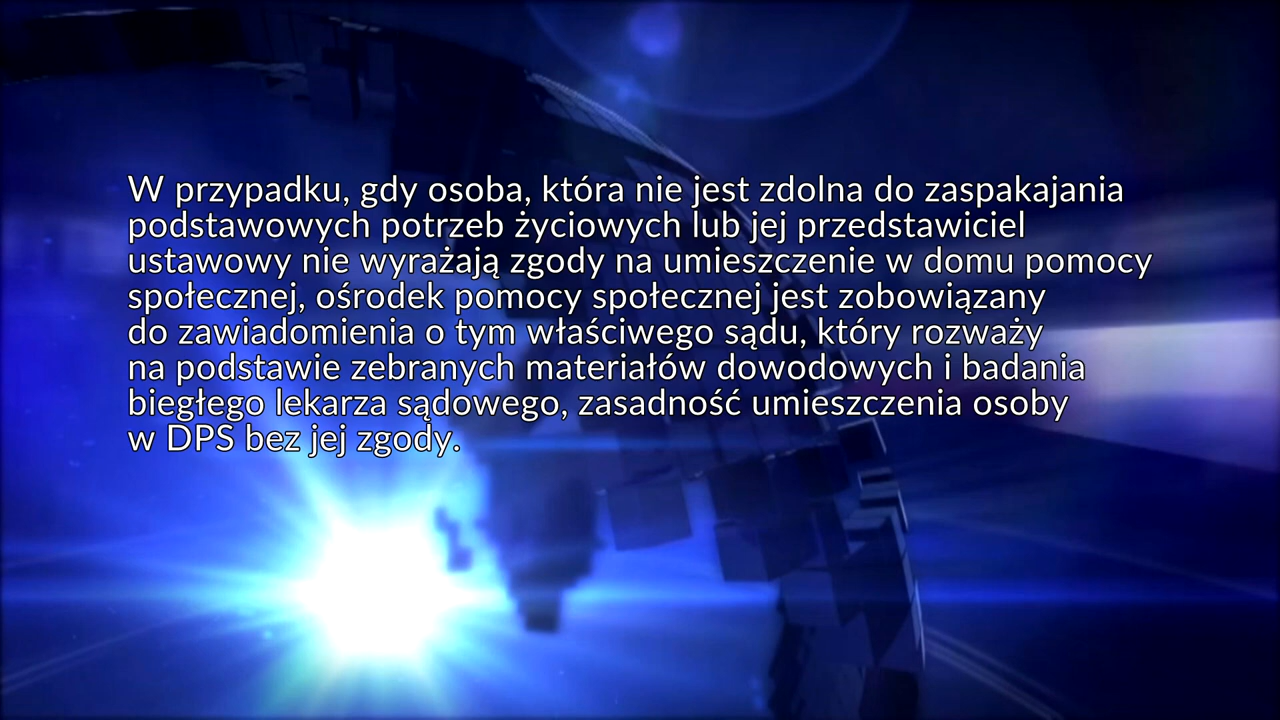 W przypadku, gdy osoba, która nie jest zdolna do zaspakajania
podstawowych potrzeb życiowych lub jej przedstawiciel
ustawowy nie wyrażają zgody na umieszczenie w domu pomocy
społecznej, ośrodek pomocy społecznej jest zobowiązany
do zawiadomienia o tym właściwego sądu, który rozważy
na podstawie zebranych materiałów dowodowych i badania
biegłego lekarza sądowego, zasadność umieszczenia osoby
w DPS bez jej zgody.